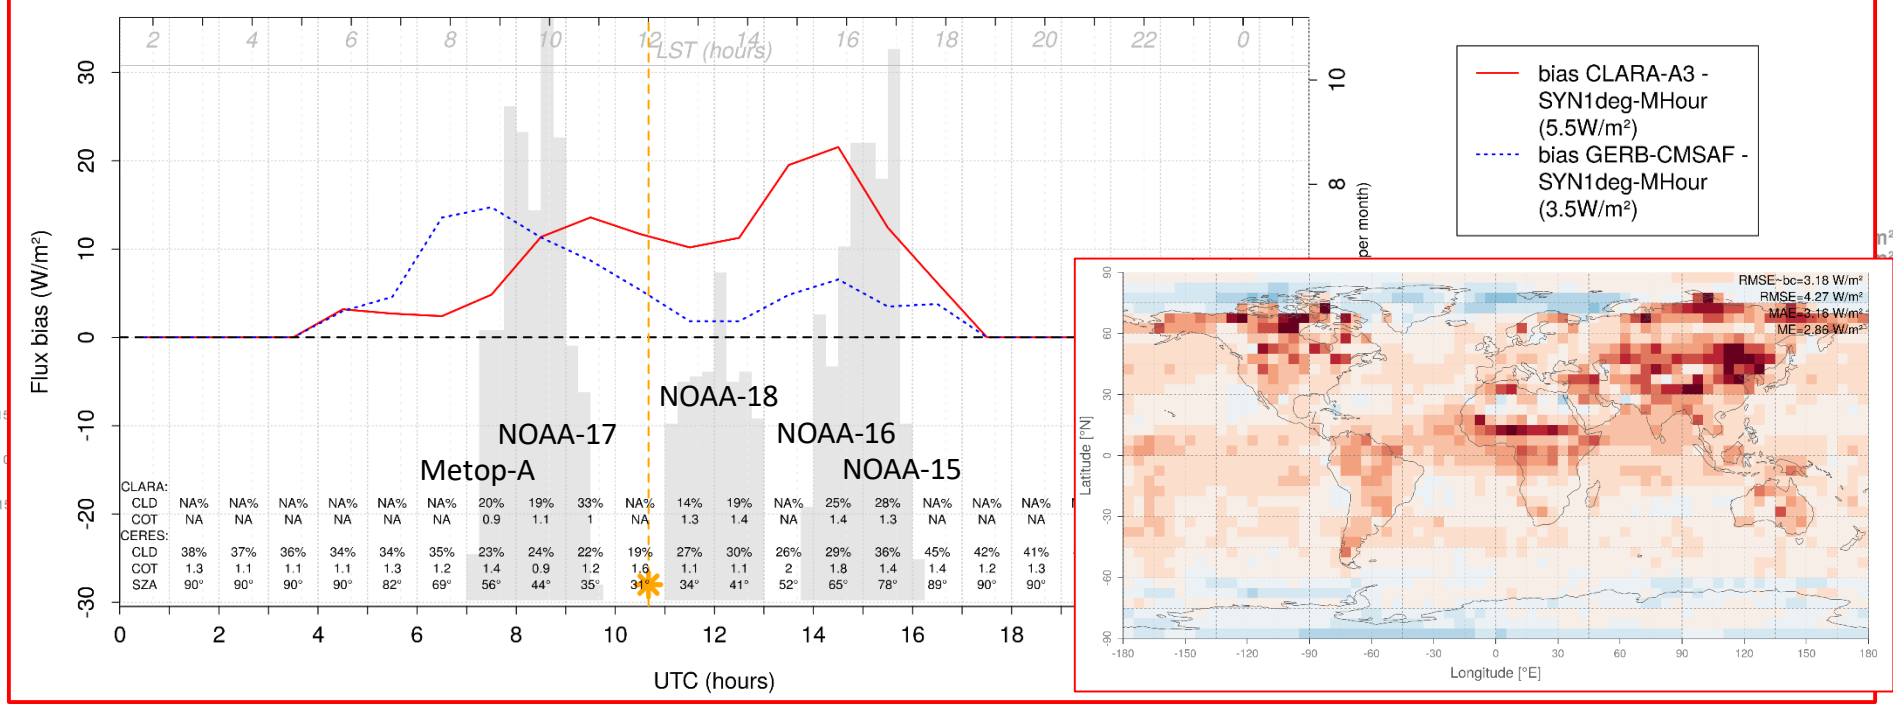 2 4 6 8 10 12 14 16 18 20 22 0
LST (hours)
30
20
10
0
-10
-20
-30
Flux bias (W/m²)
10
8
per month)
bias CLARA-A3 -
SYN1deg-MHour
(5.5W/m²)
bias GERB-CMSAF -
SYN1deg-MHour
(3.5W/m²)
NOAA-18
NOAA-17
NOAA-16
Metop-A
NOAA-15
CLARA:
CLD NA% NA% NA% NA% NA% NA% 20% 19% 33% NA% 14% 19% NA% 25% 28% NA% NA% NA%
COT NA NA NA NA NA NA 0.9 1.1 1 NA 1.3 1.4 NA 1.4 1.3 NA NA NA
CERES:
CLD 38% 37% 36% 34% 34% 35% 23% 24% 22% 19% 27% 30% 26% 29% 36% 45% 42% 41%
COT 1.3 1.1 1.1 1.1 1.3 1.2 1.4 0.9 1.2 1.6 1.1 1.1 2 1.8 1.4 1.4 1.2 1.3
SZA 90° 90° 90° 90° 82° 69° 56° 44° 35° 31° 34° 41° 52° 65° 78° 89° 90° 90°
0 2 4 6 8 10 12 14 16 18
UTC (hours)
RMSE~bc=3.18 W/m²
RMSE=4.27 W/m²
MAE=3.16 W/m²
ME=2.86 W/m²
90
60
30
0
-30
-60
-90
Latitude [°N]
-180 -150 -120 -90 -60 -30 0 30 60 90 120 150 180
Longitude [°E]